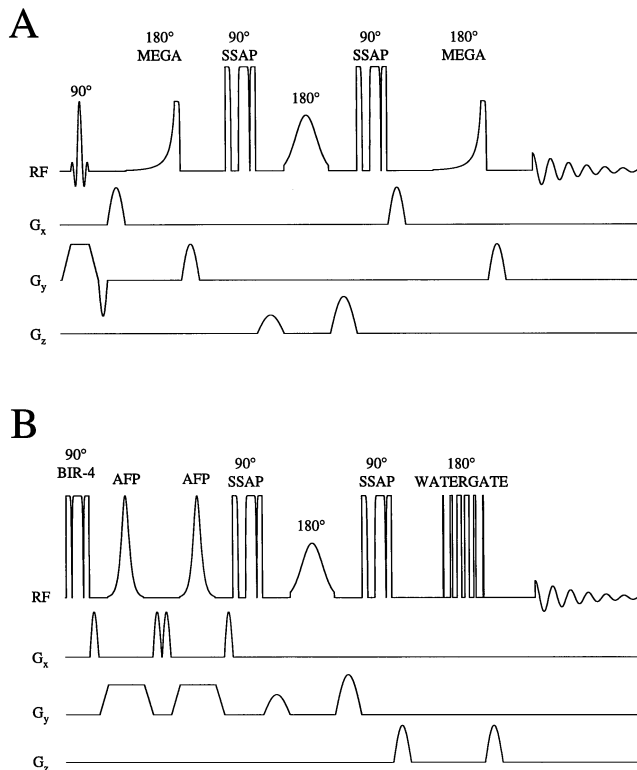 A
180° 90° 90° 180°
MEGA SSAP SSAP MEGA
90° 180°
RF
Gx
Gy
Gz
B
90° 90° 90° 180°
BIR-4 AFP AFP SSAP SSAP WATERGATE
180°
RF
Gx
Gy
Gz